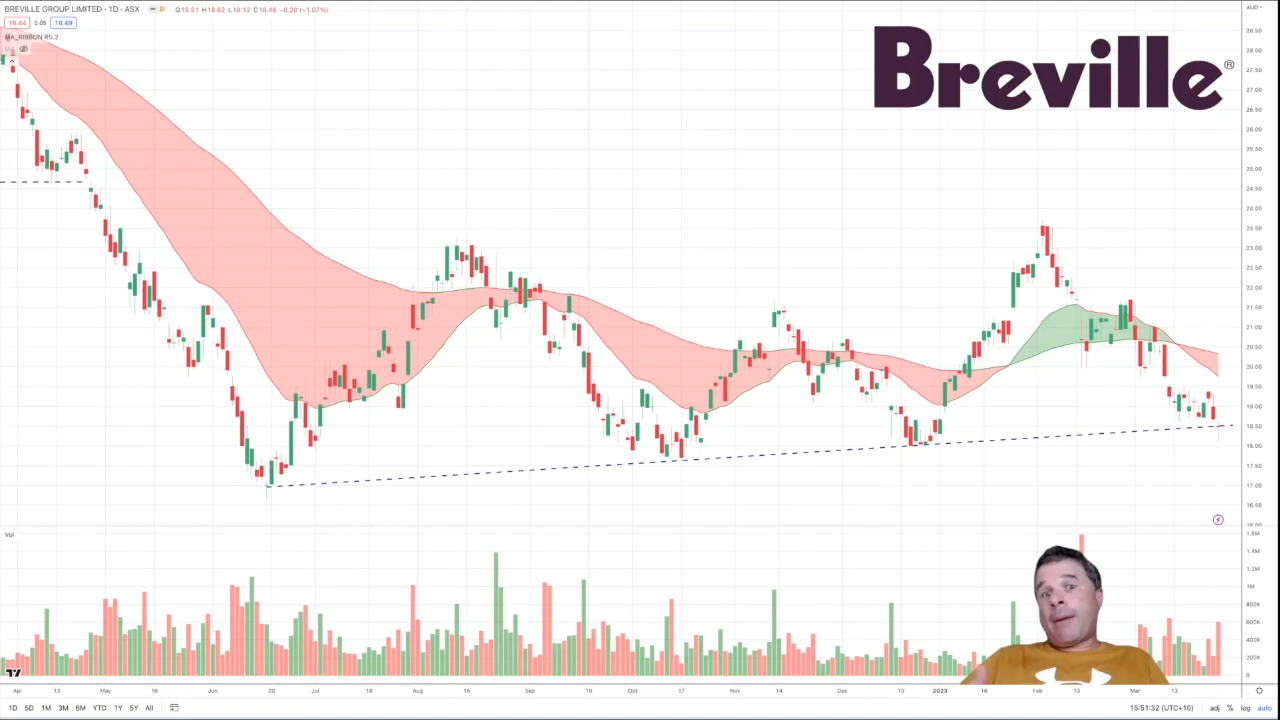 BREVILLE GROUP LIMITED · 1D · ASX
D
O18.51 H18.62 L18.12 C18.48 −0.20 (−1.07%)
18.44 0.05 18.49
MA_RIBBON R5.2
MA
Breville®
AUD
28.50
28.00
27.50
27.00
26.50
26.00
25.50
25.00
24.50
24.00
23.50
23.00
22.50
22.00
21.50
21.00
20.50
20.00
19.50
19.00
18.50
18.00
17.50
17.00
16.50
16.00
Vol
1.6M
1.4M
1.2M
1M
800K
600K
400K
200K
0
Apr 13 May 16 Jun 20 Jul 18 Aug 15 Sep 19 Oct 17 Nov 14 Dec 19 2023 16 Feb 13 Mar 13
1D 5D 1M 3M 6M YTD 1Y 5Y All
15:51:32 (UTC+10) adj % log auto